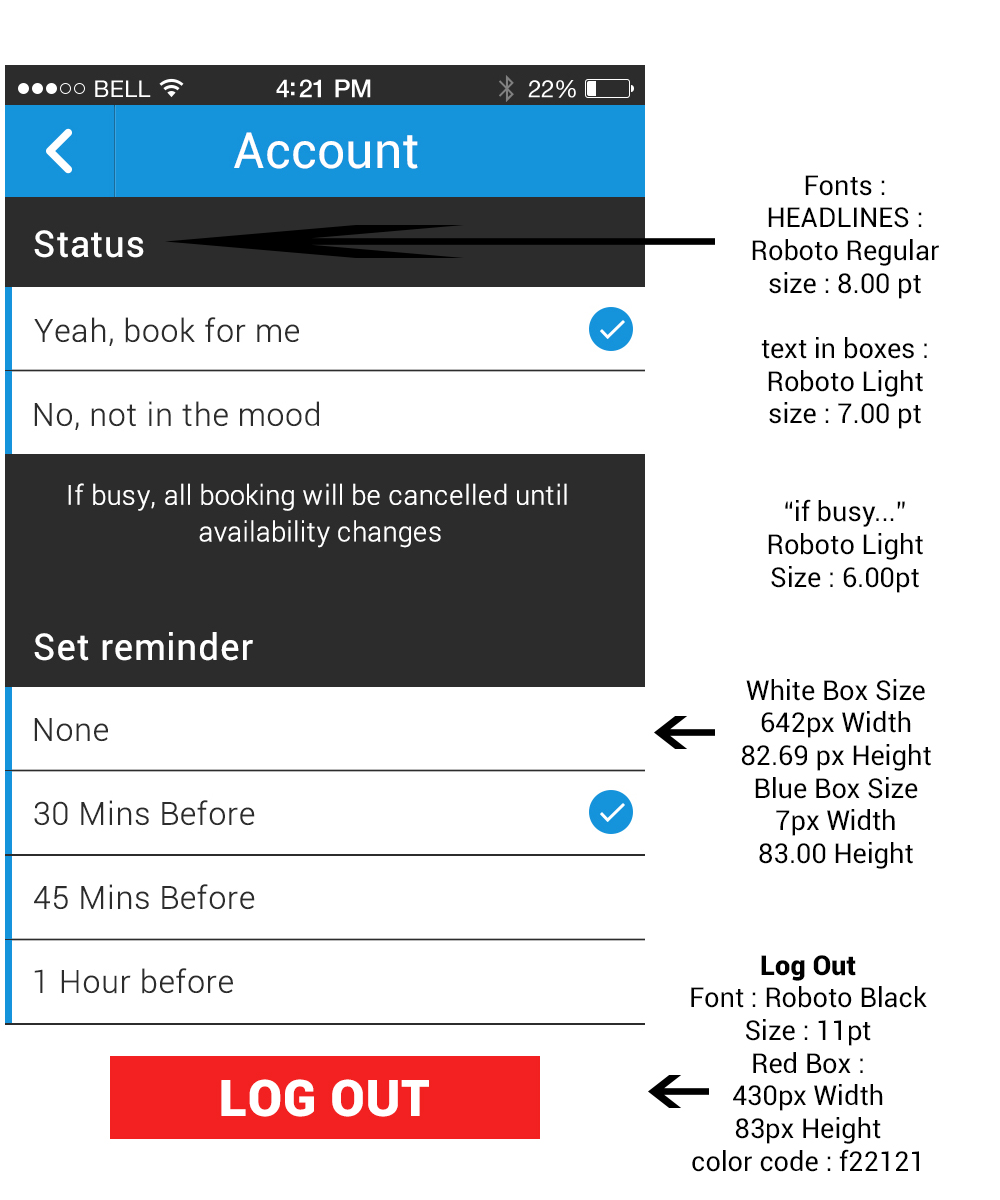 BELL 4:21 PM 22%
Account
Status
Yeah, book for me
No, not in the mood
If busy, all booking will be cancelled until
availability changes
Set reminder
None
30 Mins Before
45 Mins Before
1 Hour before
LOG OUT
Fonts :
HEADLINES :
Roboto Regular
size : 8.00 pt
text in boxes :
Roboto Light
size : 7.00 pt
“if busy...”
Roboto Light
Size : 6.00pt
White Box Size
642px Width
82.69 px Height
Blue Box Size
7px Width
83.00 Height
Log Out
Font : Roboto Black
Size : 11pt
Red Box :
430px Width
83px Height
color code : f22121